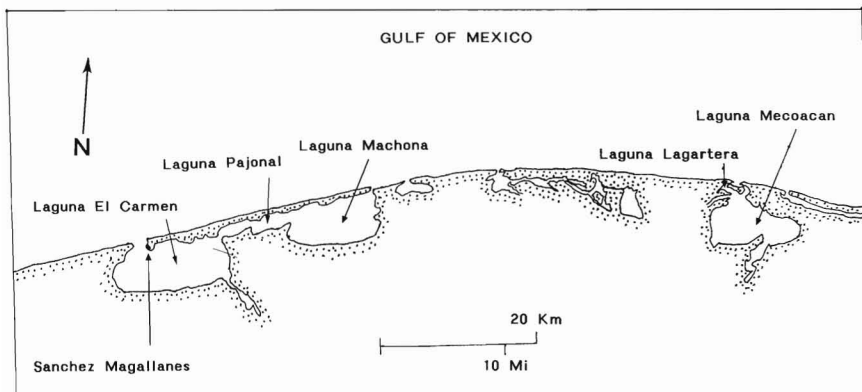 GULF OF MEXICO
N
Laguna Mecoacan
Laguna Machona
Laguna Lagartera
Laguna Pajonal
Laguna El Carmen
20 Km
10 Mi
Sanchez Magallanes